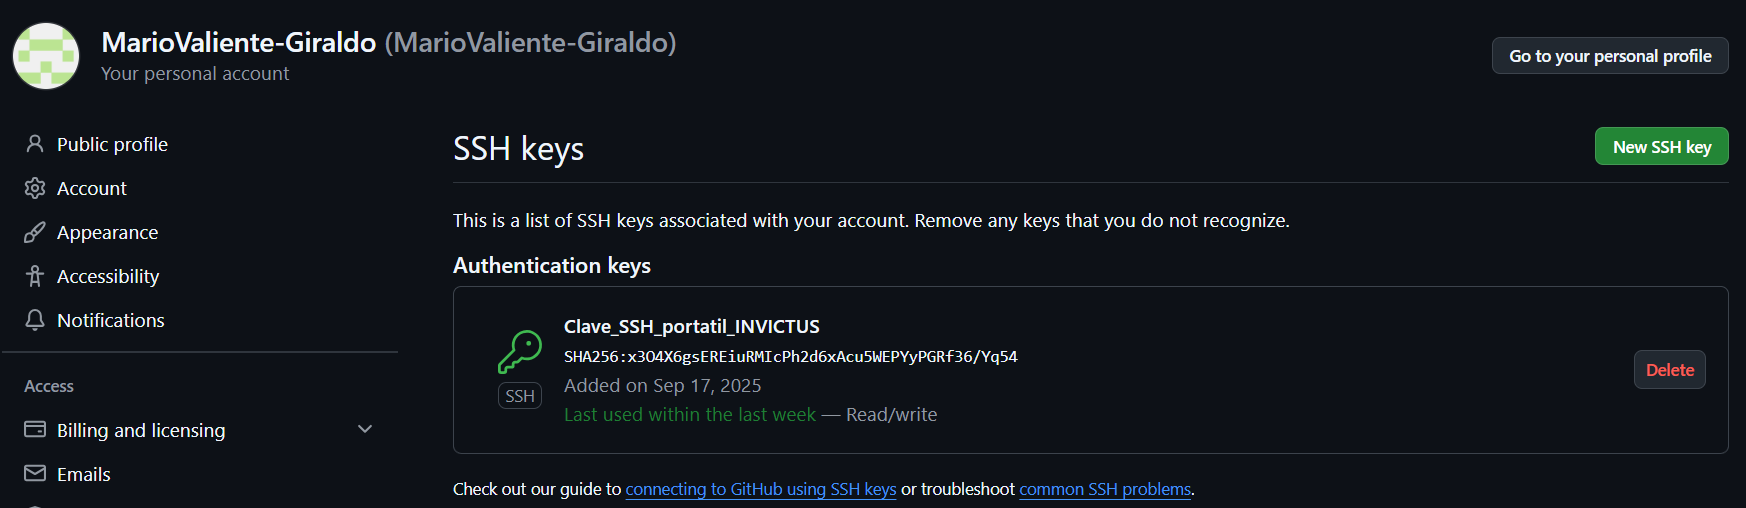 MarioValiente-Giraldo (MarioValiente-Giraldo)
Your personal account
Go to your personal profile
Public profile
Account
Appearance
Accessibility
Notifications
Access
Billing and licensing
Emails
SSH keys
New SSH key
This is a list of SSH keys associated with your account. Remove any keys that you do not recognize.
Authentication keys
Clave_SSH_portatil_INVICTUS
SHA256:x3O4X6gsEREiuRMIcPh2d6xAcu5WEPYyPGRf36/Yq54
Added on Sep 17, 2025
Last used within the last week — Read/write
SSH
Delete
Check out our guide to connecting to GitHub using SSH keys or troubleshoot common SSH problems.